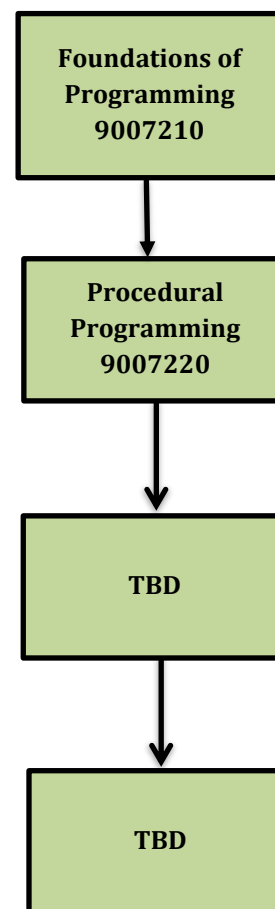 Foundations of
Programming
9007210
Procedural
Programming
9007220
TBD
TBD